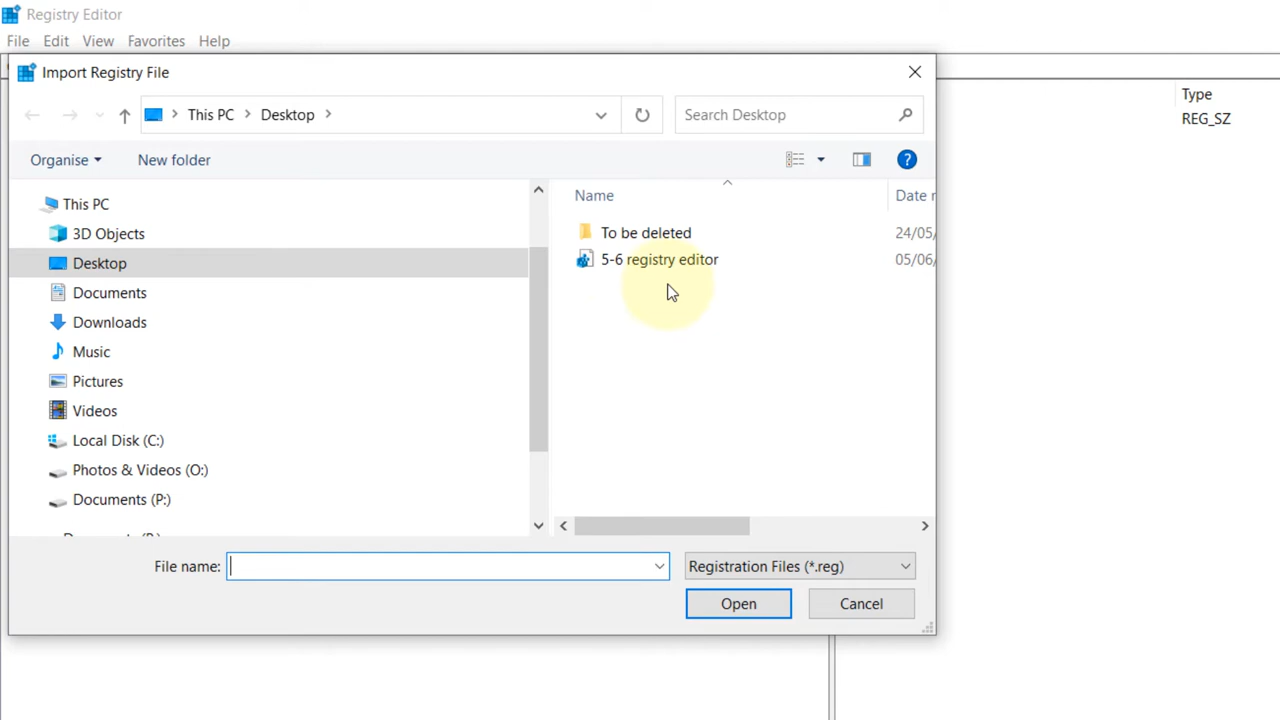 Registry Editor
File Edit View Favorites Help
Import Registry File
This PC Desktop
Search Desktop
Organise New folder
Type
REG_SZ
Name Date
This PC
3D Objects
Desktop
Documents
Downloads
Music
Pictures
Videos
Local Disk (C:)
Photos & Videos (O:)
Documents (P:)
To be deleted 24/05/
5-6 registry editor 05/06/
File name: Registration Files (*.reg)
Open Cancel